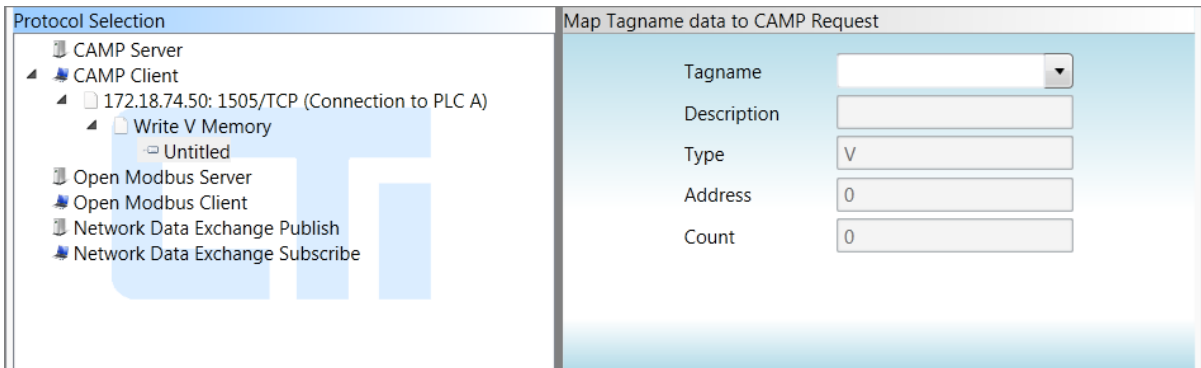 Protocol Selection
CAMP Server
CAMP Client
172.18.74.50: 1505/TCP (Connection to PLC A)
Write V Memory
Untitled
Open Modbus Server
Open Modbus Client
Network Data Exchange Publish
Network Data Exchange Subscribe
CTi
Map Tagname data to CAMP Request
Tagname
Description
Type V
Address 0
Count 0